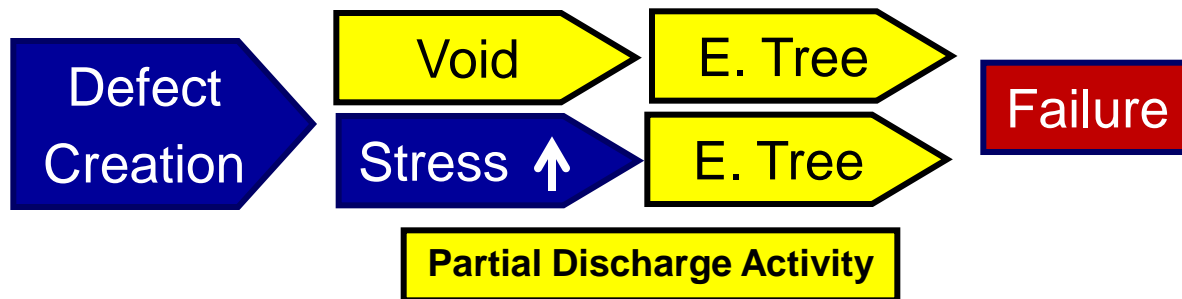 Defect
Creation
Void
E. Tree
Stress ↑
E. Tree
Failure
Partial Discharge Activity